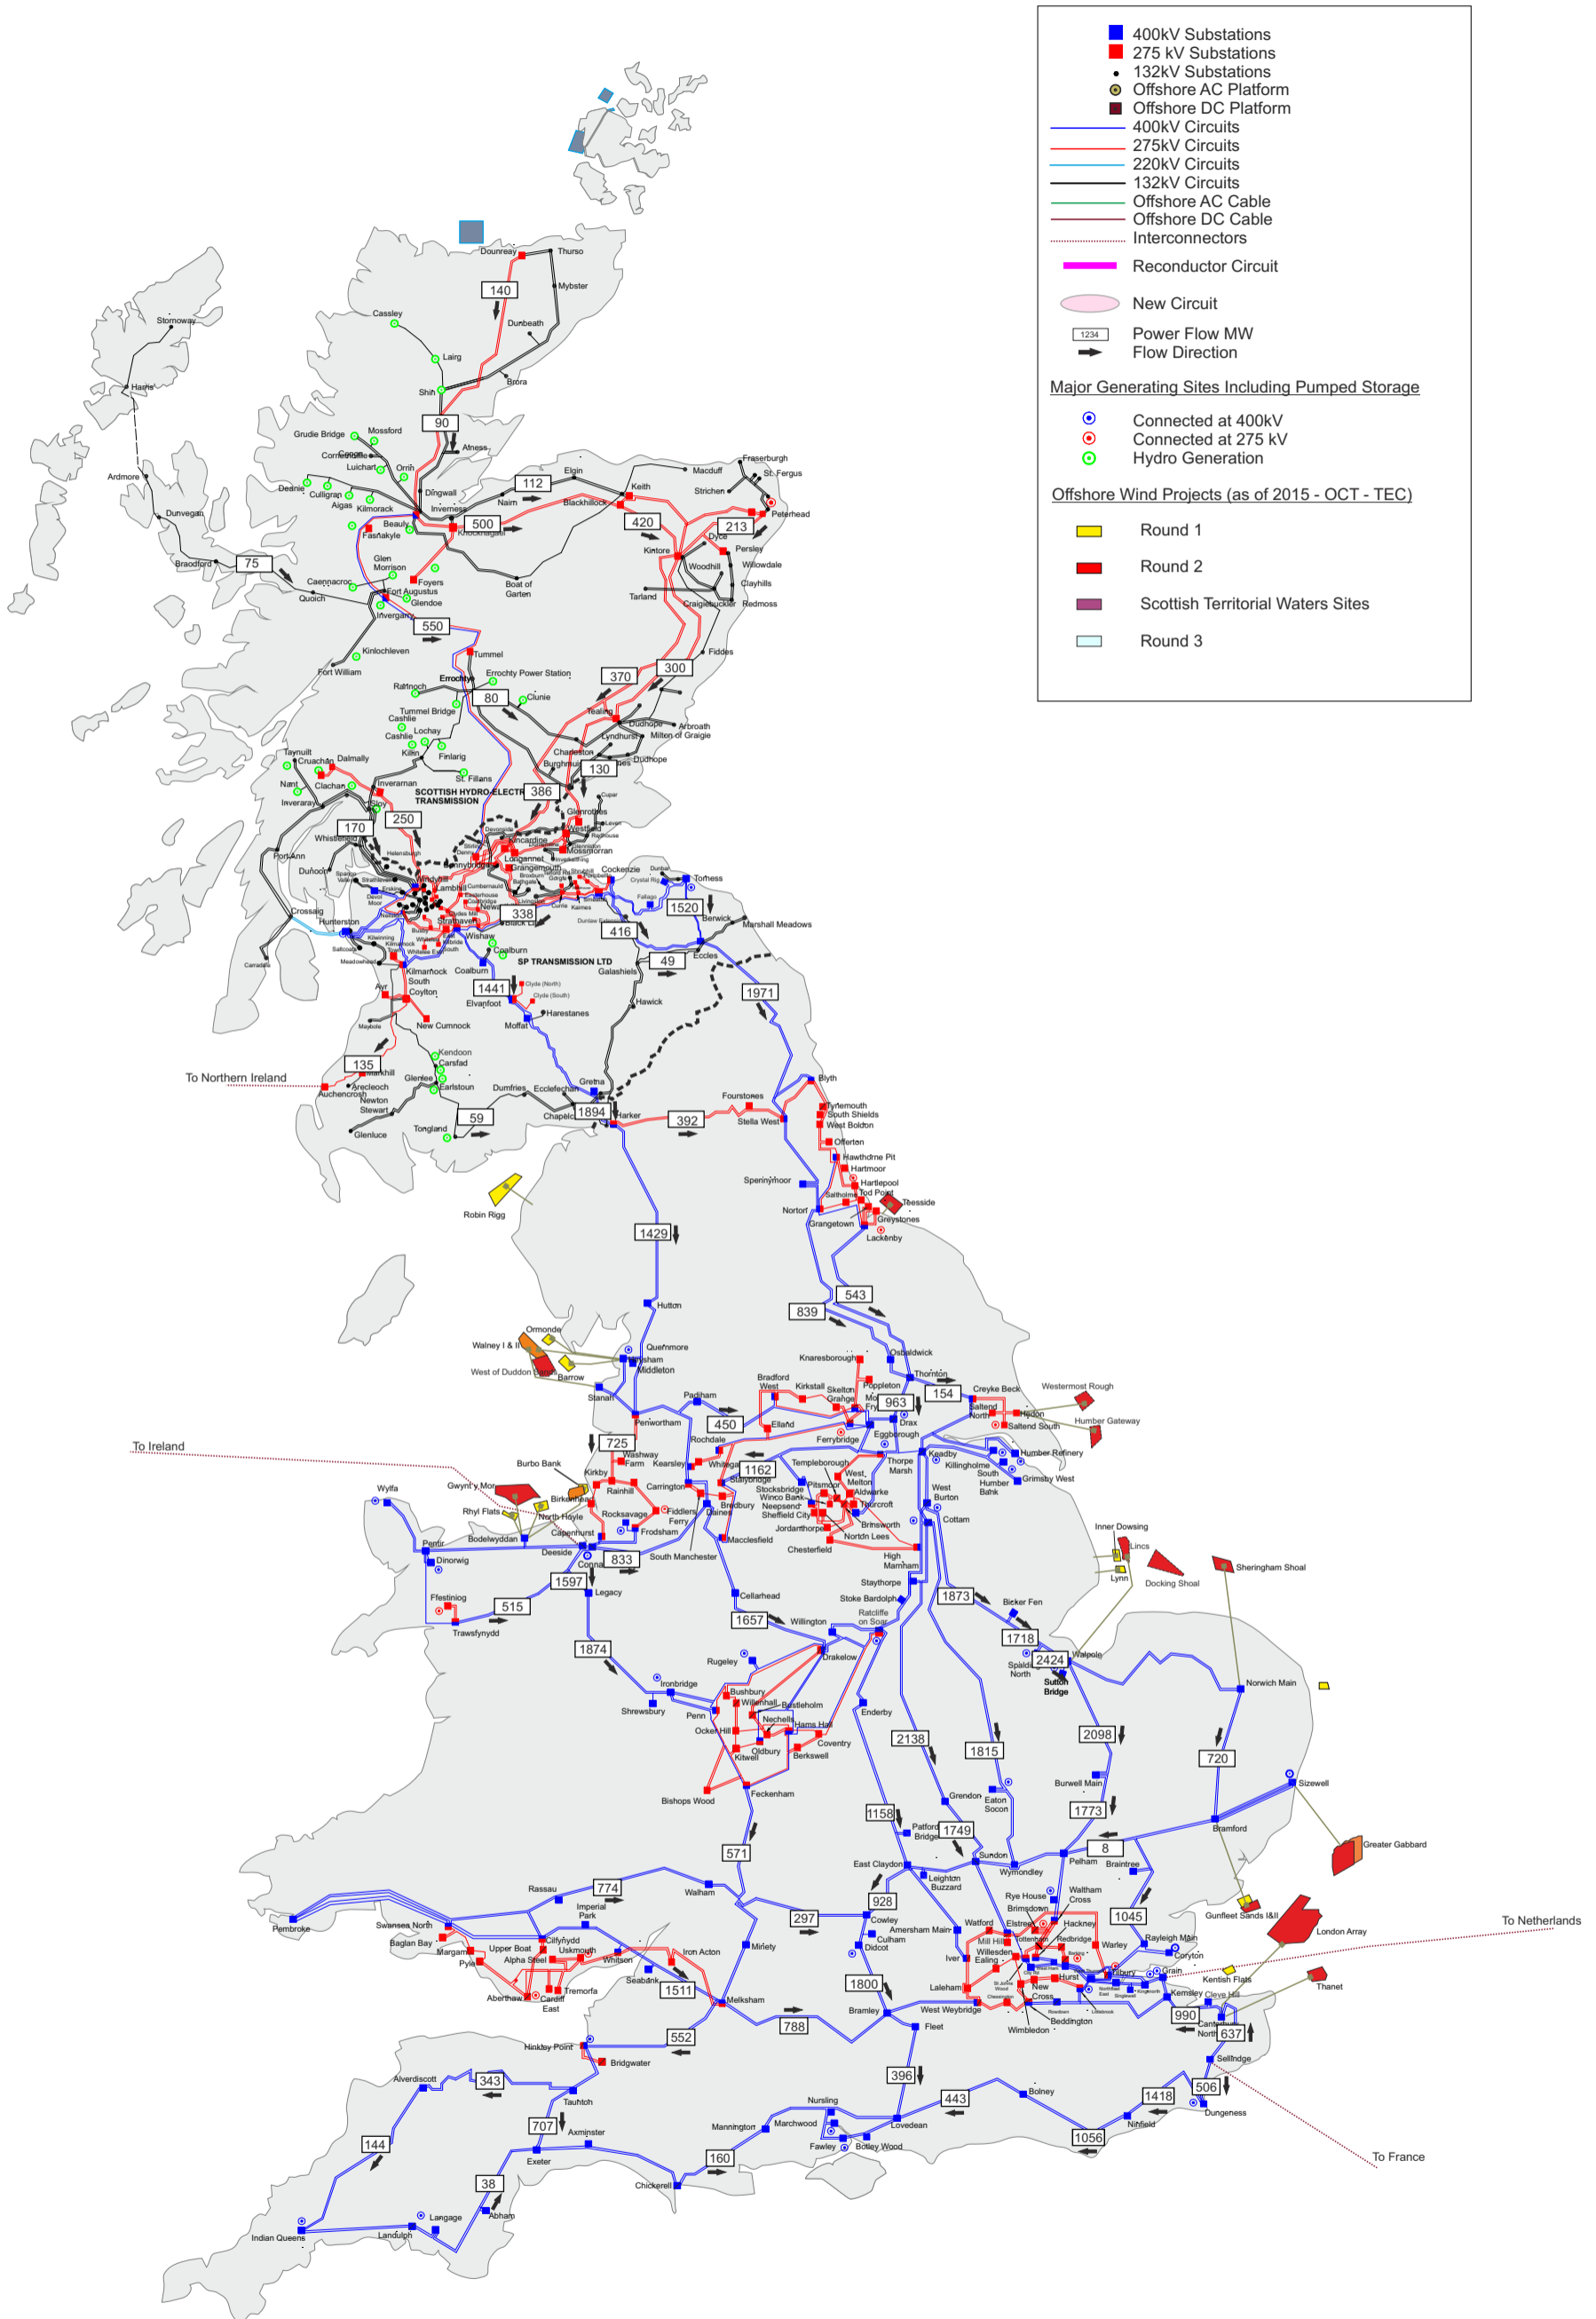 400kV Substations
275 kV Substations
132kV Substations
Offshore AC Platform
Offshore DC Platform
400kV Circuits
275kV Circuits
220kV Circuits
132kV Circuits
Offshore AC Cable
Offshore DC Cable
Interconnectors
Reconductor Circuit
New Circuit
1234 Power Flow MW
Flow Direction
Major Generating Sites Including Pumped Storage
Connected at 400kV
Connected at 275 kV
Hydro Generation
Offshore Wind Projects (as of 2015 - OCT - TEC)
Round 1
Round 2
Scottish Territorial Waters Sites
Round 3
Dounreay
Thurso
140
Mybster
Stornoway
Cassley
Dunbeath
Lairg
Harris
Shin
Brora
90
Grudie Bridge
Mossford
Luichart
Orrin
Ardmore
Deanie
Culligran
Aigas
Kilmorack
Dingwall
112
Elgin
Keith
Macduff
Fraserburgh
St. Fergus
Strichen
Nairn
Inverness
Blackhillock
Peterhead
Dunvegan
Beauly
500
Knocknagael
420
213
Fasnakyle
Dyce
Kintore
Persley
Braodford
75
Glen
Morrison
Woodhill
Willowdale
Foyers
Boat of
Garten
Clayhills
Quoich
Fort Augustus
Glendoe
Tarland
Craigiebuckler
Redmoss
Invergarry
550
Kinlochleven
Tummel
Fiddes
Fort William
370
300
Errochty
Errochty Power Station
Rannoch
80
Clunie
Tummel Bridge
Tealing
Cashlie
Dudhope
Arbroath
Lochay
Lyndhurst
Milton of Graigie
Cashlie
Killin
Finlarig
Charleston
Dudhope
Taynuilt
Cruachan
Dalmally
130
St. Fillans
Nant
Clachan
Inverarnan
SCOTTISH HYDRO-ELECTR
TRANSMISSION
386
Cupar
Inveraray
Sloy
Glenrothes
Leven
170
250
Westfield
Whistlefield
Helensburgh
Kincardine
Mossmorran
Port Ann
Dunoon
Longannet
Grangemouth
Cockenzie
Dunbar
Torness
Windyhill
Lambhill
Crystal Rig
Fallago
Crossaig
338
1520
Hunterston
Strathaven
Wishaw
416
Berwick
Marshall Meadows
Coalburn
Eccles
Carradale
Kilmarnock
South
Coalburn
SP TRANSMISSION LTD
Galashiels
49
Ayr
Coylton
1441
Clyde (North)
Clyde (South)
1971
Elvanfoot
Hawick
Maybole
New Cumnock
Moffat
Harestanes
135
Kendoon
Carsfad
To Northern Ireland
Glenlee
Earlstoun
Dumfries
Ecclefechan
Gretna
Blyth
Auchencrosh
Arecleoch
Newton
Stewart
59
1894
Harker
392
Fourstones
Stella West
Tynemouth
South Shields
West Boldon
Glenluce
Tongland
Offerton
Hawthorne Pit
Hartmoor
Spennymoor
Hartlepool
Tod Point
Saltholme
Teesside
Robin Rigg
Greystones
Grangetown
Lackenby
1429
543
Hutton
839
Ormonde
Quernmore
Walney I & II
Middleton
Knaresborough
Osbaldwick
Barrow
Bradford
West
Kirkstall
Skelton
Grange
Poppleton
Thornton
Stanah
Padiham
963
154
Creyke Beck
Westermost Rough
Saltend
North
Hedon
450
Penwortham
Elland
Drax
Saltend South
Humber Gateway
To Ireland
725
Rochdale
Ferrybridge
Eggborough
Washway
Farm
Kearsley
Whitegate
1162
Templeborough
Thorpe
Marsh
Keadby
Humber Refinery
Burbo Bank
Kirkby
Stalybridge
West
Melton
Killingholme
South
Humber
Bank
Grimsby West
Gwynt y Mor
Birkenhead
Rainhill
Carrington
Stocksbridge
Pitsmoor
Aldwarke
West
Burton
Wylfa
Rhyl Flats
North Hoyle
Rocksavage
Fiddlers
Ferry
Bredbury
Daines
Winco Bank
Neepsend
Thurcroft
Cottam
Capenhurst
Frodsham
Sheffield City
Brinsworth
Bodelwyddan
Macclesfield
Jordanthorpe
Norton Lees
Inner Dowsing
Pentir
Deeside
833
South Manchester
Chesterfield
High
Marnham
Lincs
Sheringham Shoal
Dinorwig
Lynn
Docking Shoal
1597
Legacy
Cellarhead
Staythorpe
1873
Ffestiniog
515
Stoke Bardolph
Bicker Fen
Trawsfynydd
1657
Willington
Ratcliffe
on Soar
1718
1874
Drakelow
2424
Walpole
Rugeley
Sutton
Bridge
Norwich Main
Ironbridge
Bushbury
Shrewsbury
Willenhall
Bustleholm
Penn
Nechells
Enderby
Ocker Hill
Hams Hall
2138
1815
2098
Oldbury
Coventry
720
Kitwell
Berkswell
Burwell Main
Sizewell
Bishops Wood
Feckenham
Grendon
Eaton
Socon
1158
1773
Patford
Bridge
1749
Bramford
571
8
Greater Gabbard
East Claydon
Sundon
Wymondley
Pelham
Braintree
774
Walham
Leighton
Buzzard
Rassau
Rye House
Waltham
Cross
Imperial
Park
928
Brimsdown
1045
Gunfleet Sands I&II
London Array
Pembroke
Swansea North
297
Cowley
Amersham Main
Watford
Elstree
Hackney
To Netherlands
Baglan Bay
Cilfynydd
Culham
Mill Hill
Redbridge
Warley
Rayleigh Main
Margam
Upper Boat
Uskmouth
Iron Acton
Minety
Didcot
Willesden
Coryton
Pyle
Alpha Steel
Whitson
Iver
Ealing
Tilbury
Grain
Seabank
Laleham
Hurst
Kentish Flats
Aberthaw
Cardiff
East
Tremorfa
1511
1800
New
Cross
Kemsley
Cleve Hill
Thanet
Melksham
Bramley
West Weybridge
Beddington
Wimbledon
990
788
Fleet
637
552
Hinkley Point
Bridgwater
Sellindge
Alverdiscott
343
396
506
Taunton
443
Bolney
1418
Dungeness
Nursling
Ninfield
Mannington
Marchwood
Lovedean
707
Axminster
144
Fawley
Botley Wood
1056
Exeter
160
To France
38
Chickerell
Langage
Abham
Indian Queens
Landulph